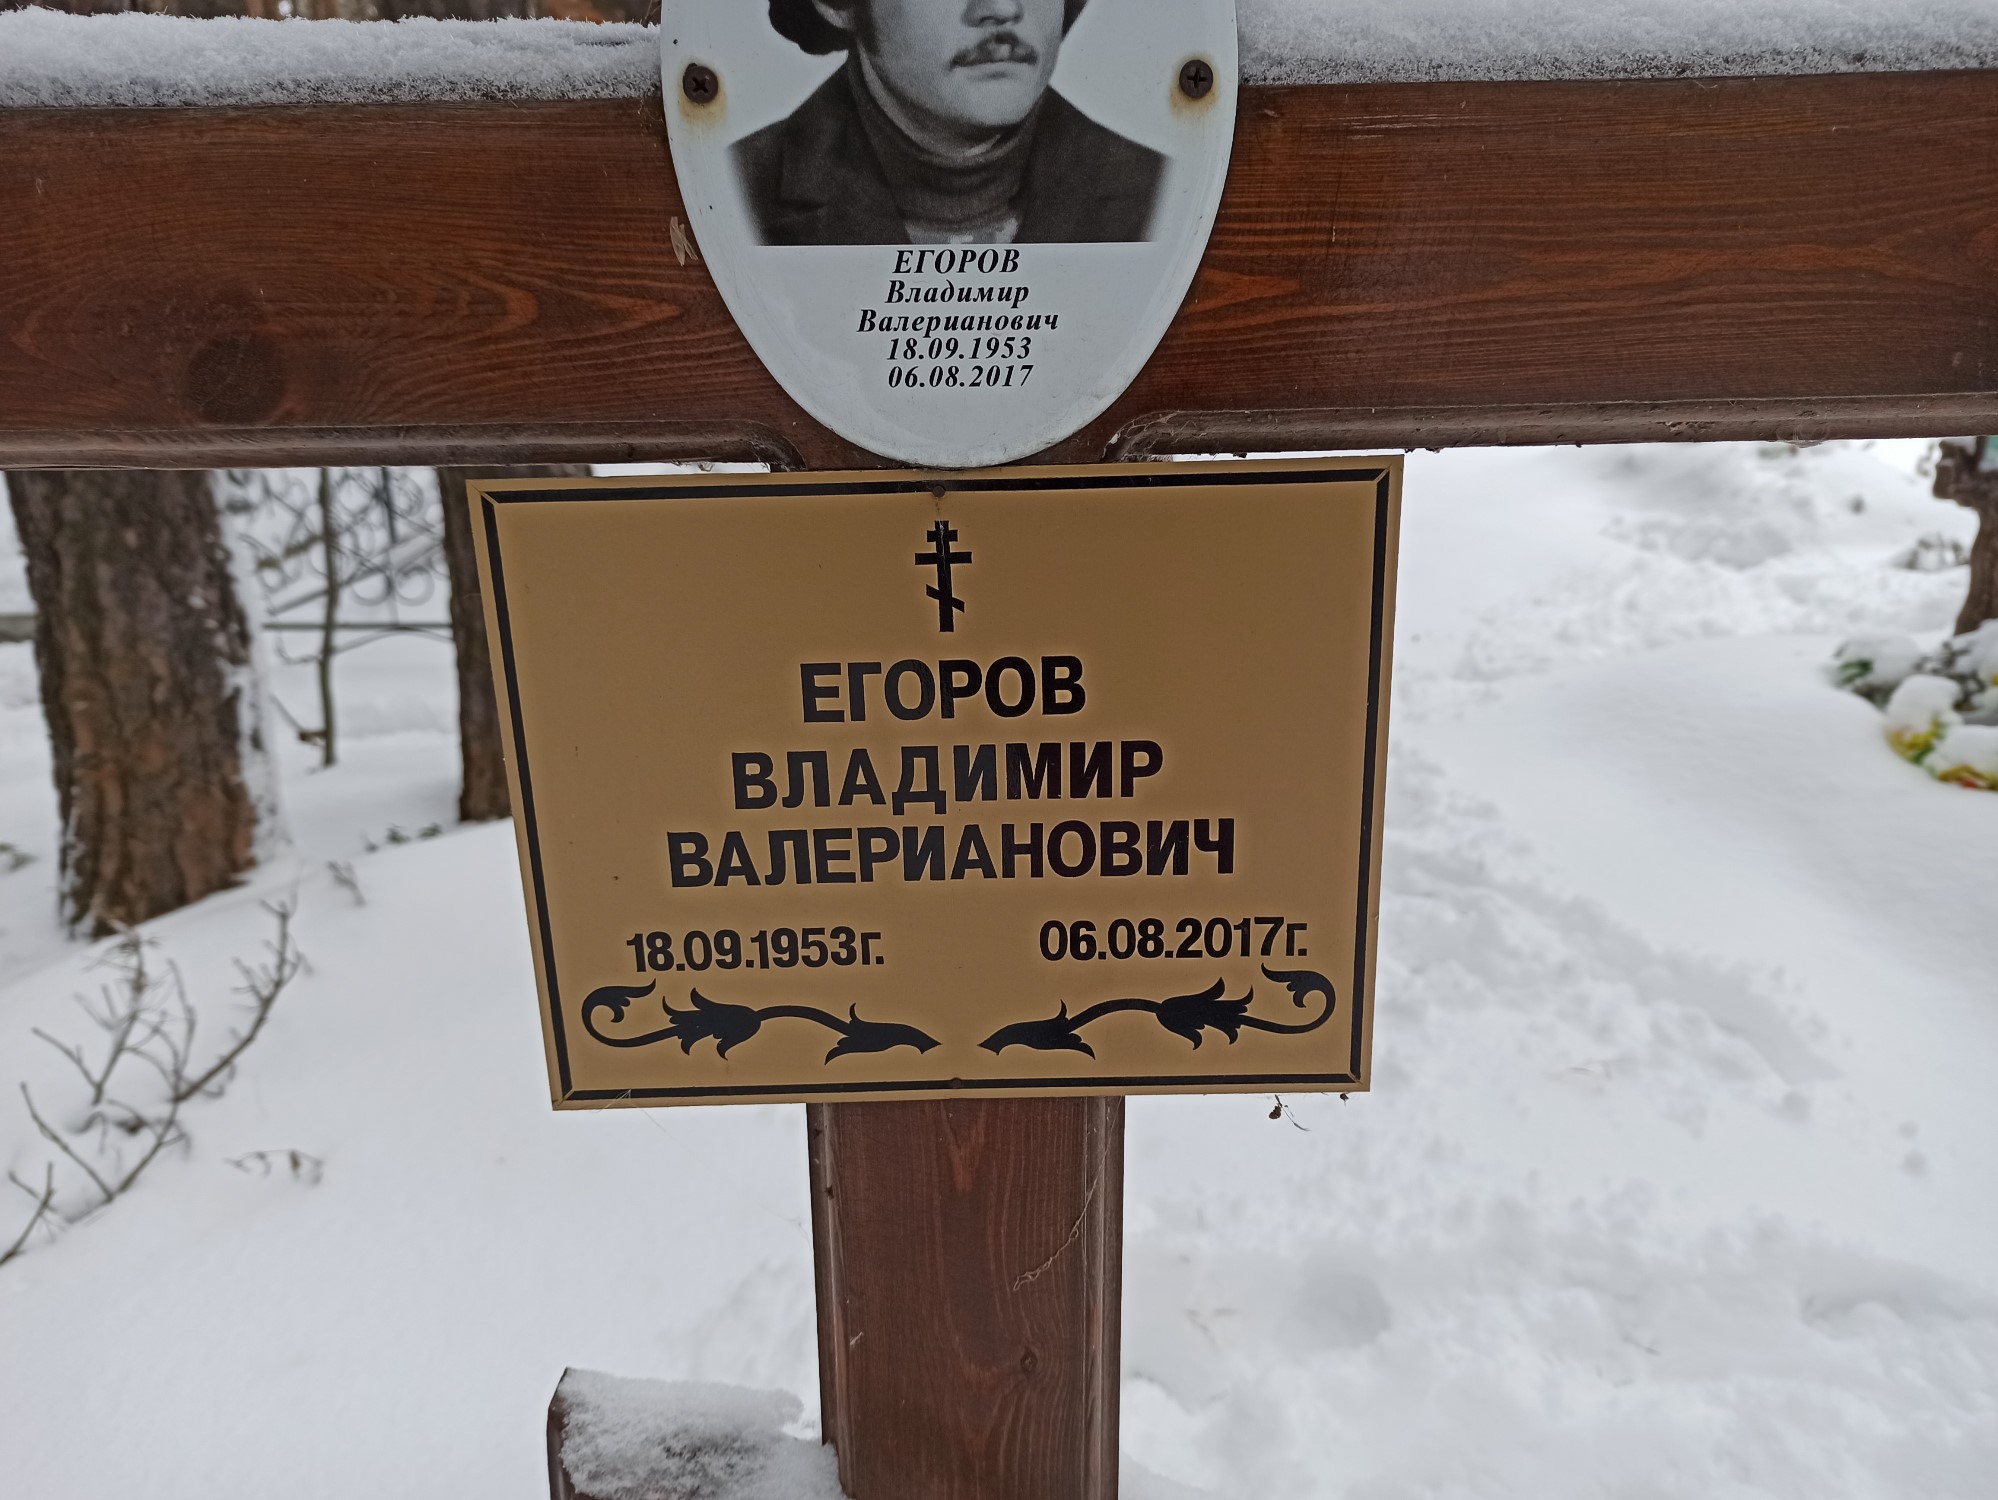 ЕГОРОВ
Владимир
Валерианович
18.09.1953
06.08.2017
ЕГОРОВ
ВЛАДИМИР
ВАЛЕРИАНОВИЧ
18.09.1953г. 06.08.2017г.